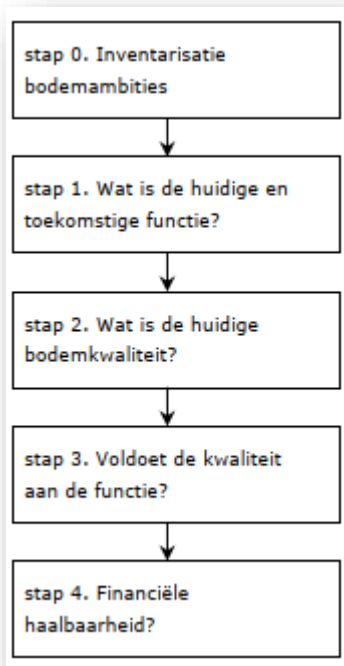 stap 0. Inventarisatie
bodemambities
stap 1. Wat is de huidige en
toekomstige functie?
stap 2. Wat is de huidige
bodemkwaliteit?
stap 3. Voldoet de kwaliteit
aan de functie?
stap 4. Financiële
haalbaarheid?